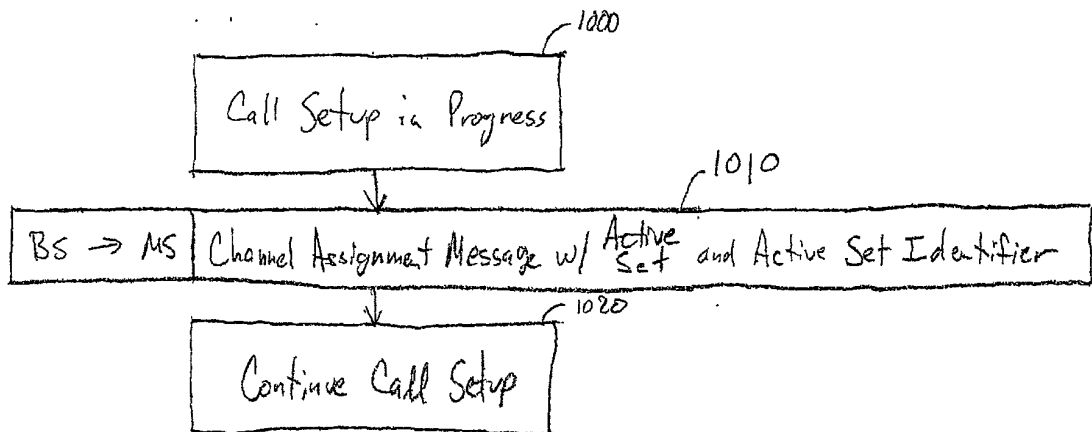 1000
Call Setup in Progress
1010
BS → MS Channel Assignment Message w/ Active Set and Active Set Identifier
1020
Continue Call Setup